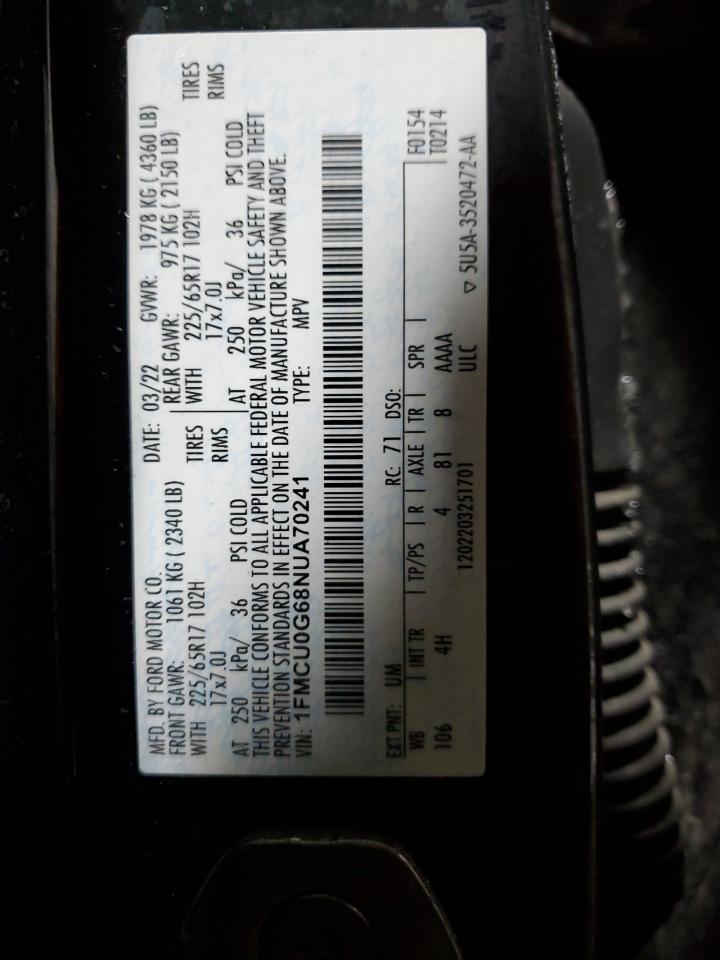 MFD. BY FORD MOTOR CO.
DATE: 03/22 GVWR: 1978 KG ( 4360 LB)
FRONT GAWR: 1061 KG ( 2340 LB)
REAR GAWR: 975 KG ( 2150 LB)
WITH 225/65R17 102H TIRES
WITH 225/65R17 102H TIRES
17x7.0J RIMS
17x7.0J RIMS
AT 250 kPa/ 36 PSI COLD
AT 250 kPa/ 36 PSI COLD
THIS VEHICLE CONFORMS TO ALL APPLICABLE FEDERAL MOTOR VEHICLE SAFETY AND THEFT
PREVENTION STANDARDS IN EFFECT ON THE DATE OF MANUFACTURE SHOWN ABOVE.
VIN: 1FMCU0G68NUA70241 TYPE: MPV
EXT PNT: UM RC: 71 DSO: F0154
WB INT TR TP/PS R AXLE TR SPR T0214
106 4H 4 81 8 AAAA
1202203251701 ULC ▽ 5U5A-3520472-AA